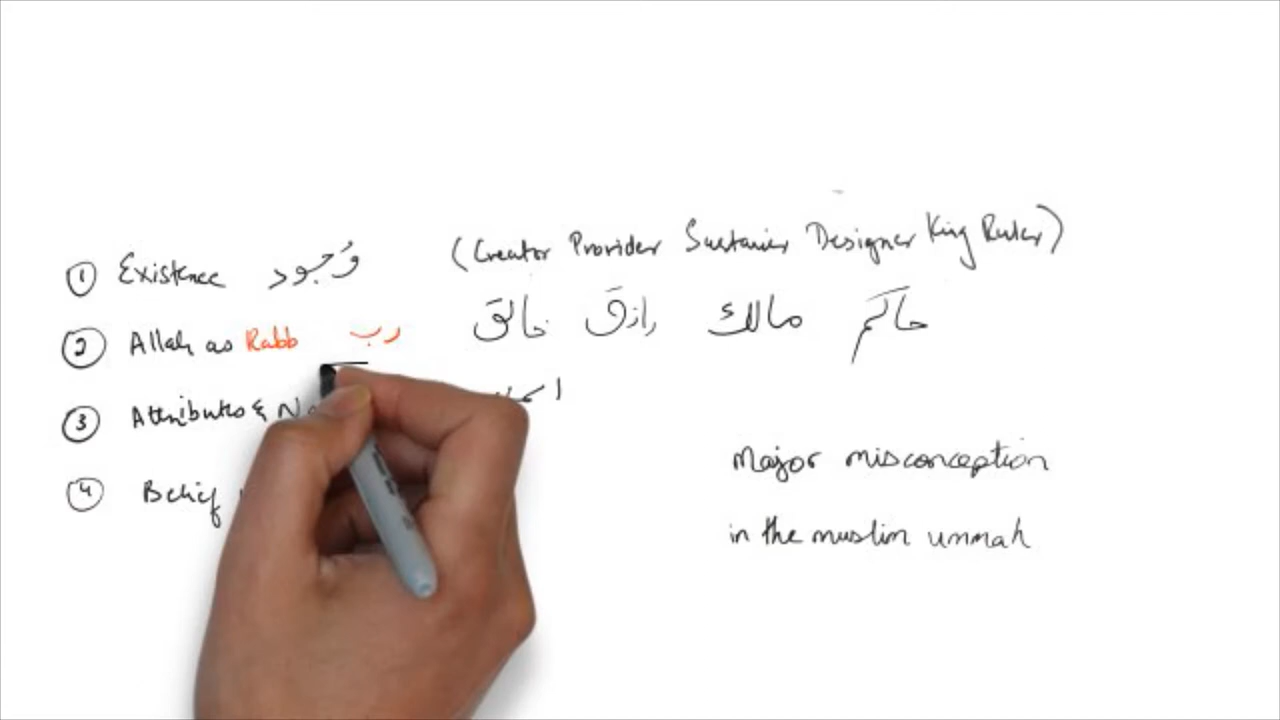 (Creator Provider Sustainer Designer King Ruler)
① Existence وُجود
خالق رازق مالك حاكم
② Allah as Rabb رب
③ Attributes &
④ Belief
Major misconception
in the muslim ummah